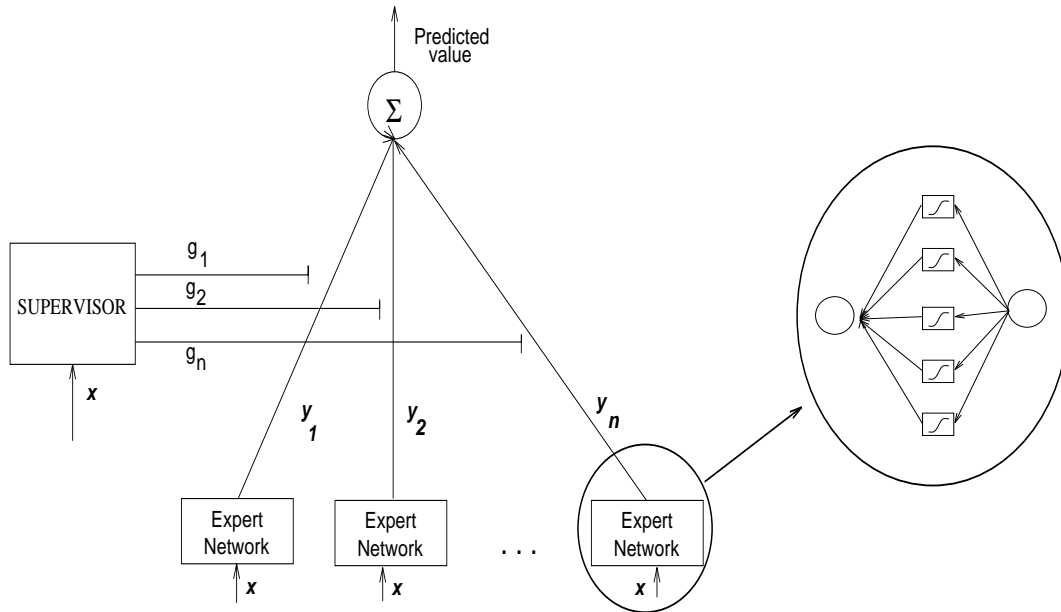 Predicted
value
Σ
g1
SUPERVISOR
g2
gn
x
y1
y2
yn
Expert
Network
Expert
Network
. . .
Expert
Network
x
x
x